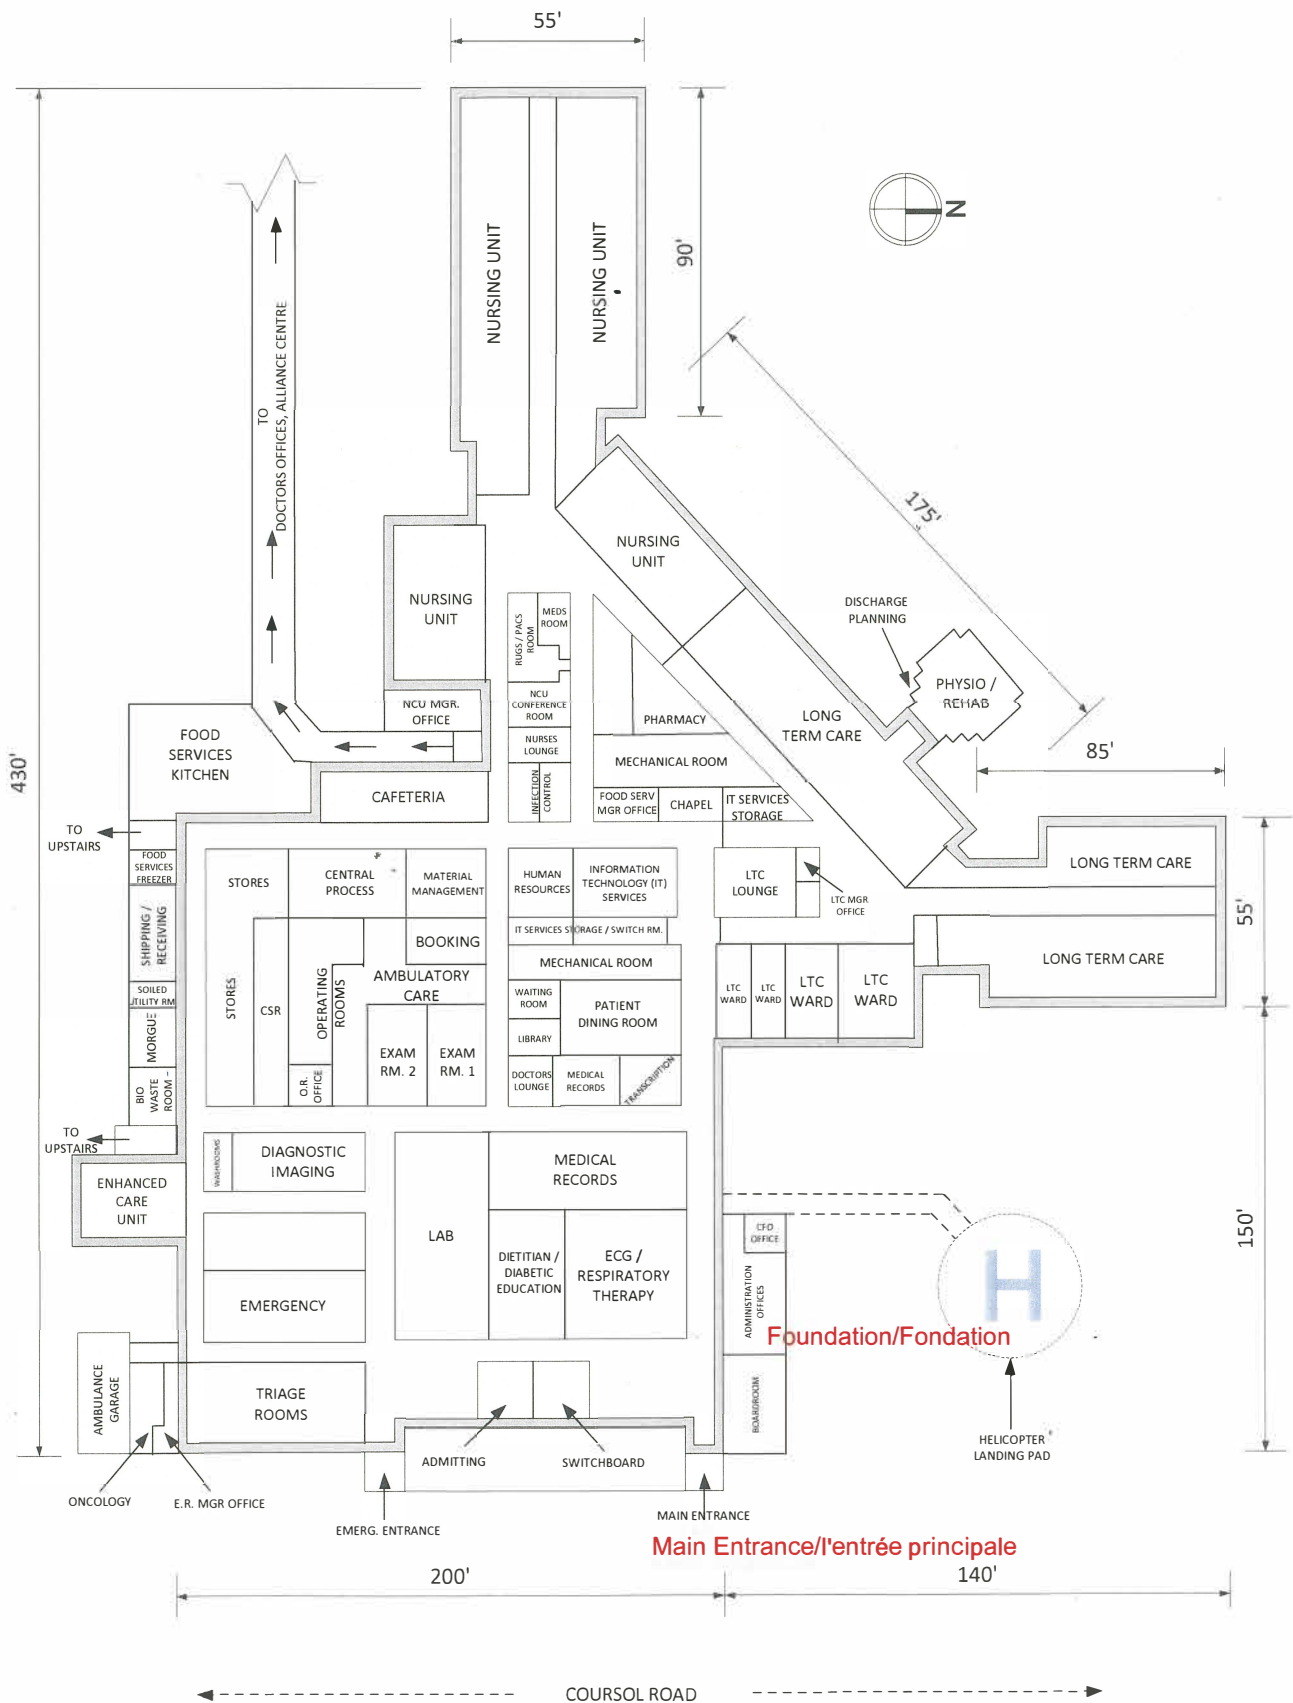 55'
430'
90'
N
175'
85'
55'
150'
NURSING UNIT
NURSING UNIT
TO
DOCTORS OFFICES, ALLIANCE CENTRE
NURSING
UNIT
NURSING
UNIT
DISCHARGE
PLANNING
PHYSIO /
REHAB
RUGS / PACS
ROOM
MEDS
ROOM
NCU MGR.
OFFICE
NCU
CONFERENCE
ROOM
NURSES
LOUNGE
INFECTION
CONTROL
PHARMACY
MECHANICAL ROOM
FOOD SERV
MGR OFFICE
CHAPEL
IT SERVICES
STORAGE
LONG
TERM CARE
FOOD
SERVICES
KITCHEN
CAFETERIA
TO
UPSTAIRS
FOOD
SERVICES
FREEZER
SHIPPING /
RECEIVING
SOILED
UTILITY RM
MORGUE
BIO
WASTE
ROOM -
TO
UPSTAIRS
STORES
CENTRAL
PROCESS
MATERIAL
MANAGEMENT
HUMAN
RESOURCES
INFORMATION
TECHNOLOGY (IT)
SERVICES
LTC
LOUNGE
LTC MGR
OFFICE
LONG TERM CARE
LONG TERM CARE
STORES
CSR
OPERATING
ROOMS
BOOKING
AMBULATORY
CARE
IT SERVICES STORAGE / SWITCH RM.
MECHANICAL ROOM
WAITING
ROOM
PATIENT
DINING ROOM
LIBRARY
LTC
WARD
LTC
WARD
LTC
WARD
LTC
WARD
EXAM
RM. 2
EXAM
RM. 1
O.R.
OFFICE
DOCTORS
LOUNGE
MEDICAL
RECORDS
TRANSCRIPTION
WASHROOMS
DIAGNOSTIC
IMAGING
MEDICAL
RECORDS
ENHANCED
CARE
UNIT
LAB
DIETITIAN /
DIABETIC
EDUCATION
ECG /
RESPIRATORY
THERAPY
CFO
OFFICE
ADMINISTRATION
OFFICES
H
EMERGENCY
Foundation/Fondation
AMBULANCE
GARAGE
TRIAGE
ROOMS
BOARDROOM
ADMITTING
SWITCHBOARD
HELICOPTER
LANDING PAD
ONCOLOGY
E.R. MGR OFFICE
EMERG. ENTRANCE
MAIN ENTRANCE
Main Entrance/l'entrée principale
200'
140'
COURSOL ROAD